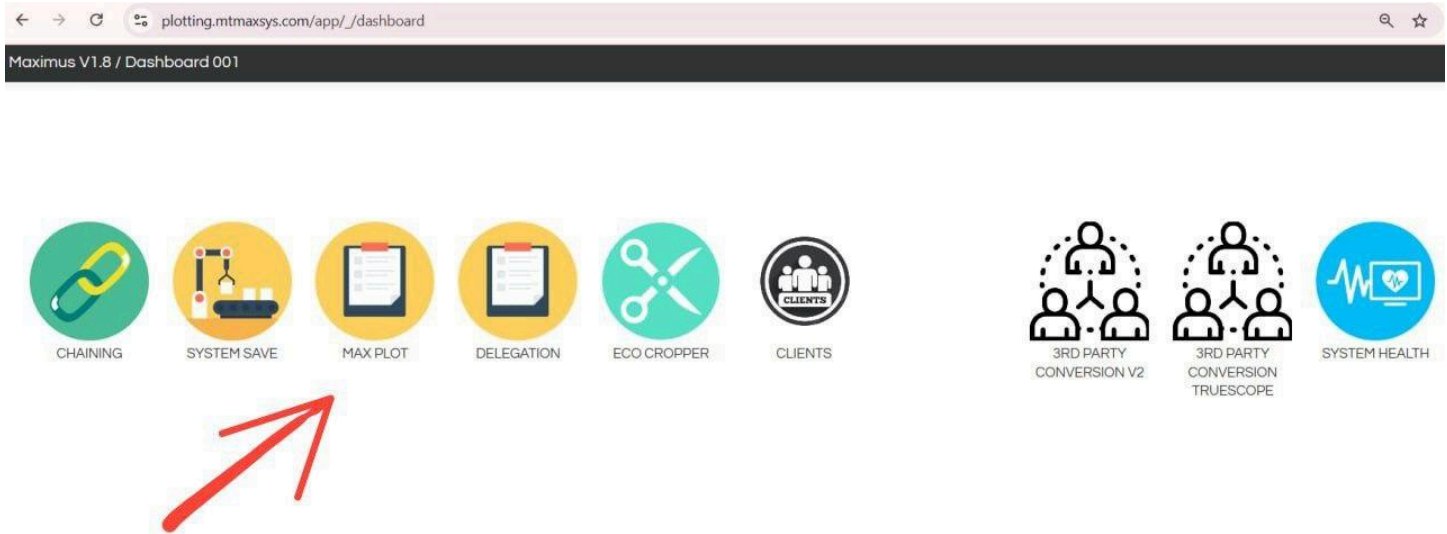 plotting.mtmaxsys.com/app/_/dashboard
Maximus V1.8 / Dashboard 001
CHAINING
SYSTEM SAVE
MAX PLOT
DELEGATION
ECO CROPPER
CLIENTS
CLIENTS
3RD PARTY
CONVERSION V2
3RD PARTY
CONVERSION
TRUESCOPE
SYSTEM HEALTH